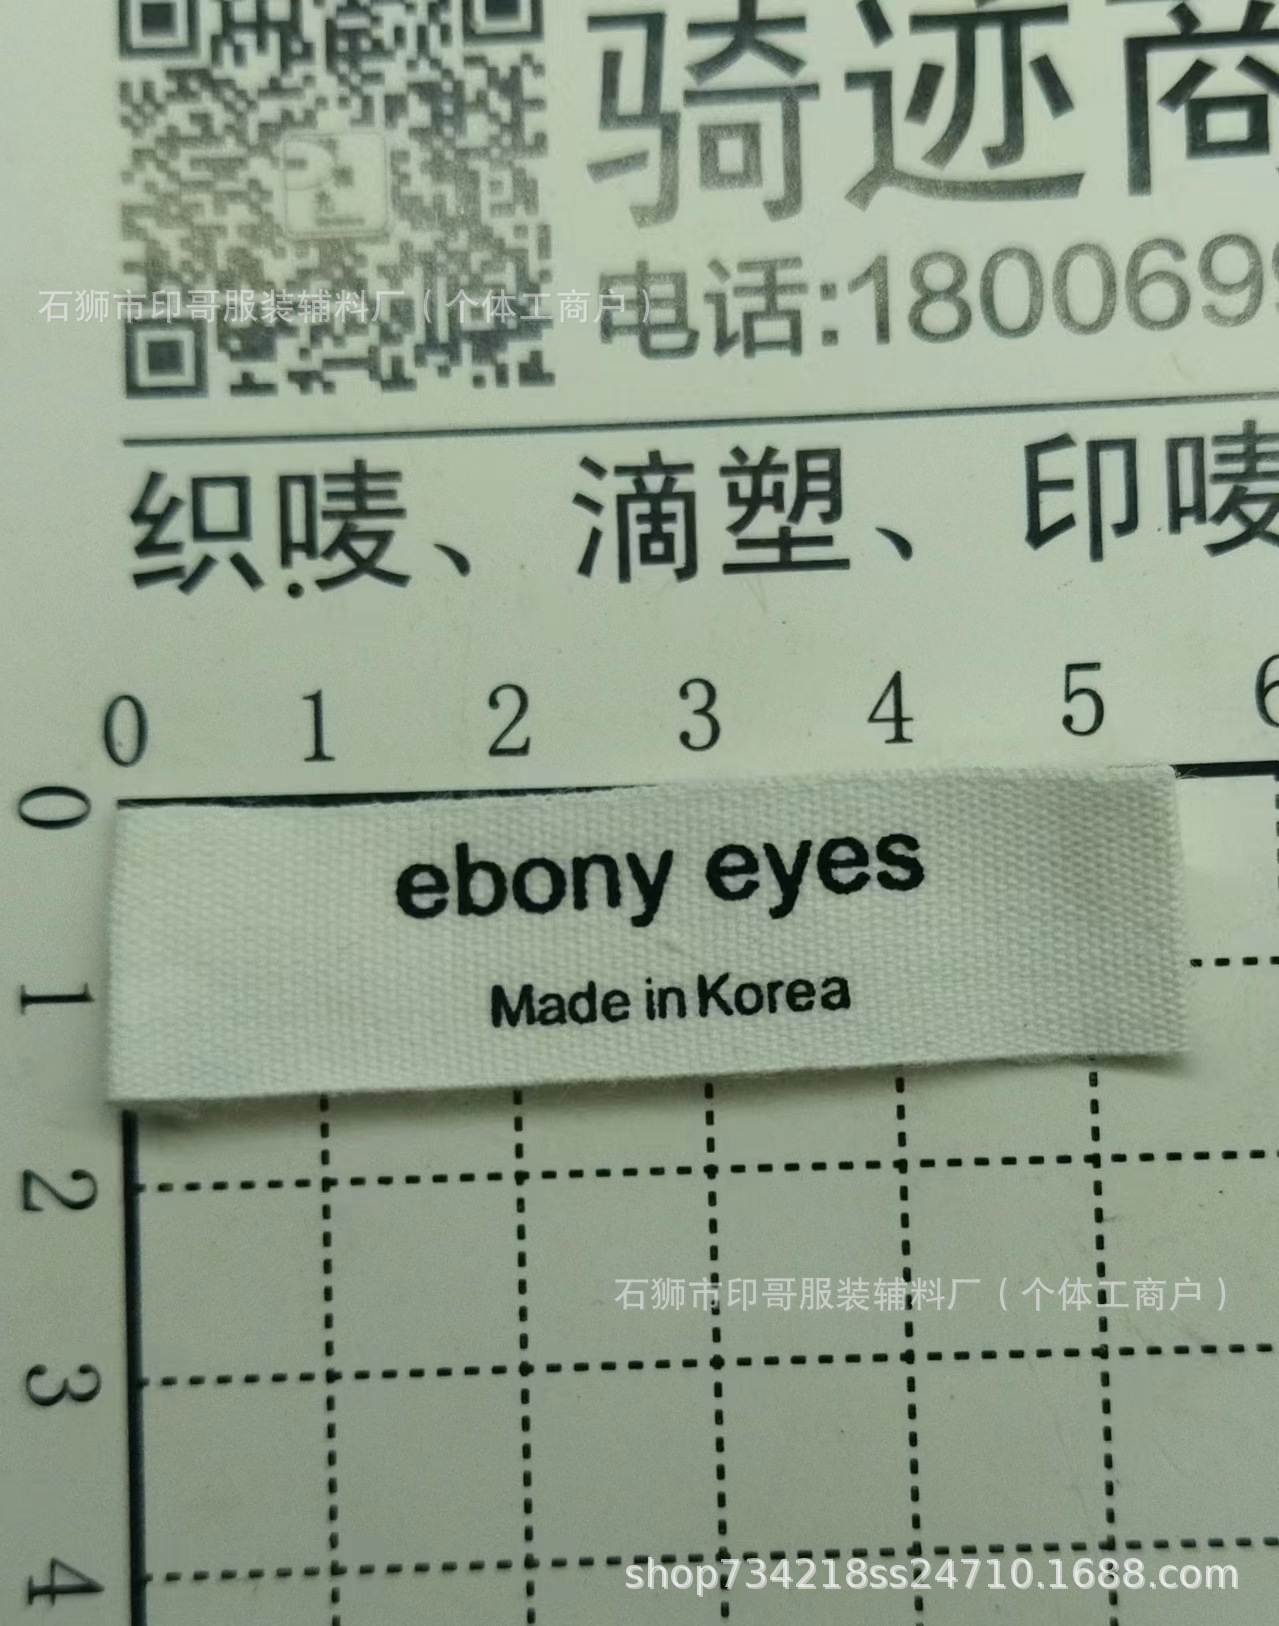 骑迹商
电话:180069
石狮市印哥服装辅料厂（个体工商户）
织唛、滴塑、印唛
0 1 2 3 4 5 6
0
ebony eyes
1
Made in Korea
2
石狮市印哥服装辅料厂（个体工商户）
3
4
shop734218ss24710.1688.com